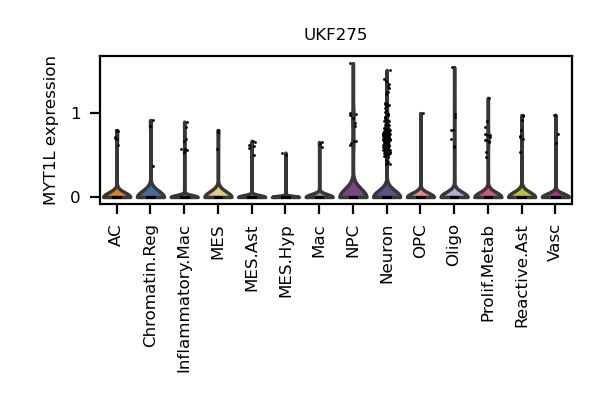 UKF275
MYT1L expression
1
0
AC
Chromatin.Reg
Inflammatory.Mac
MES
MES.Ast
MES.Hyp
Mac
NPC
Neuron
OPC
Oligo
Prolif.Metab
Reactive.Ast
Vasc